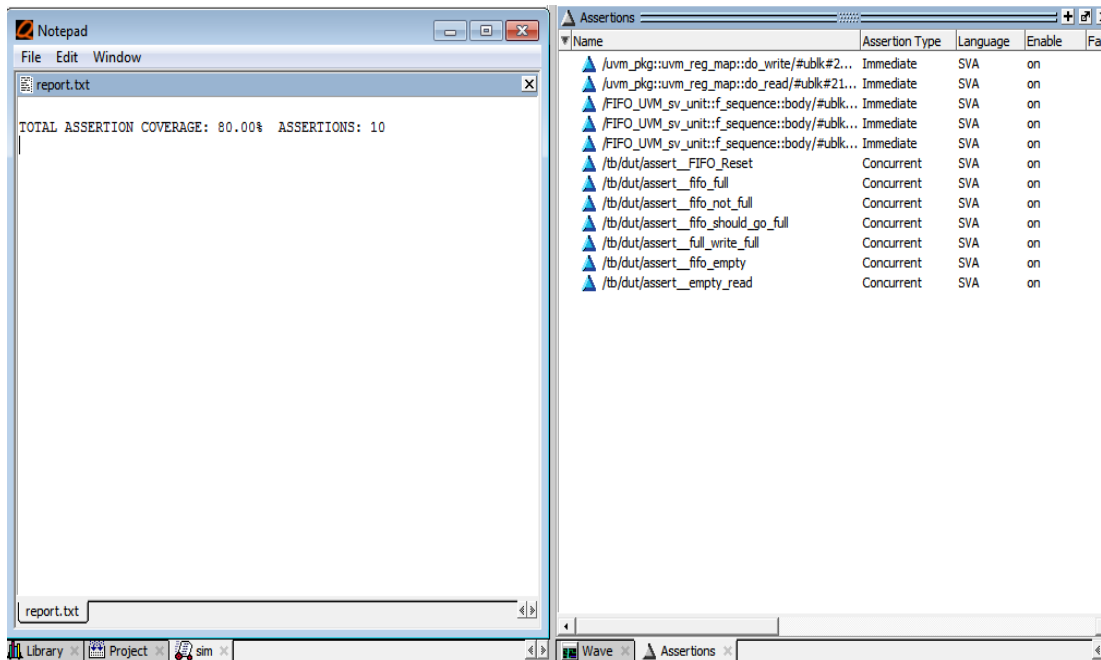 Notepad
File Edit Window
report.txt
TOTAL ASSERTION COVERAGE: 80.00% ASSERTIONS: 10
report.txt
Library Project sim
Assertions
Name Assertion Type Language Enable Fa
/uvm_pkg::uvm_reg_map::do_write/#ublk#2... Immediate SVA on
/uvm_pkg::uvm_reg_map::do_read/#ublk#21... Immediate SVA on
/FIFO_UVM_sv_unit::f_sequence::body/#ublk... Immediate SVA on
/FIFO_UVM_sv_unit::f_sequence::body/#ublk... Immediate SVA on
/FIFO_UVM_sv_unit::f_sequence::body/#ublk... Immediate SVA on
/tb/dut/assert__FIFO_Reset Concurrent SVA on
/tb/dut/assert__fifo_full Concurrent SVA on
/tb/dut/assert__fifo_not_full Concurrent SVA on
/tb/dut/assert__fifo_should_go_full Concurrent SVA on
/tb/dut/assert__full_write_full Concurrent SVA on
/tb/dut/assert__fifo_empty Concurrent SVA on
/tb/dut/assert__empty_read Concurrent SVA on
Wave Assertions